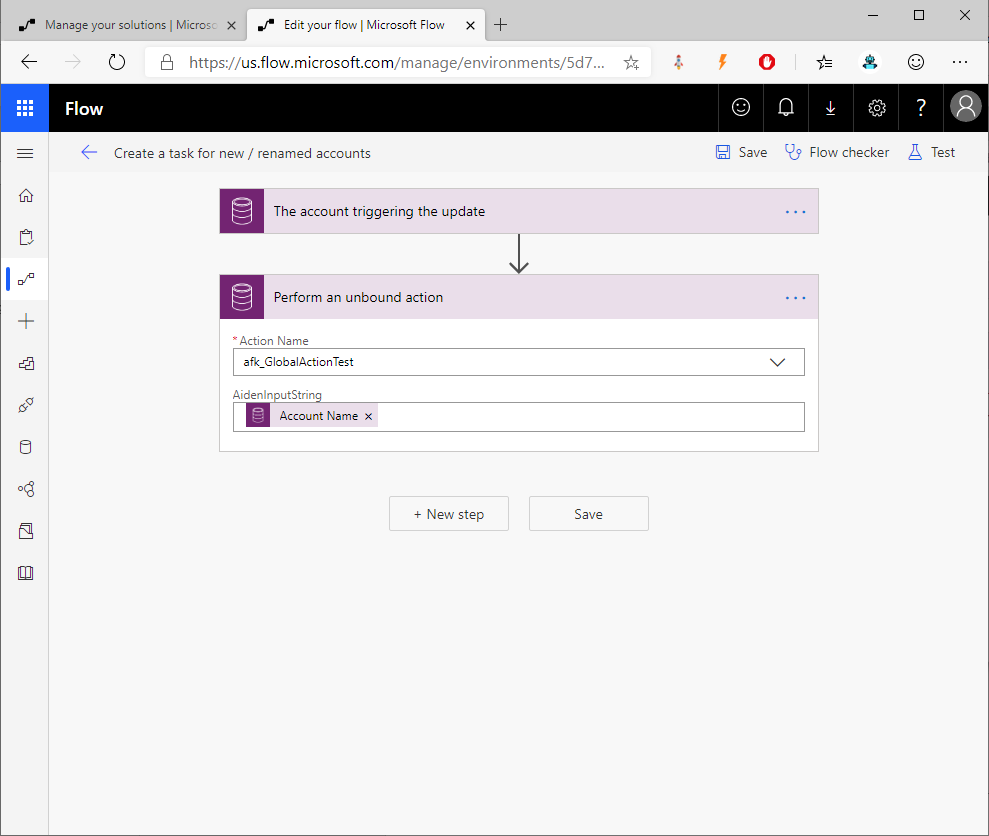 Manage your solutions | Microso
Edit your flow | Microsoft Flow
https://us.flow.microsoft.com/manage/environments/5d7...
Flow
?
Create a task for new / renamed accounts
Save
Flow checker
Test
The account triggering the update
Perform an unbound action
* Action Name
afk_GlobalActionTest
AidenInputString
Account Name ×
+ New step
Save